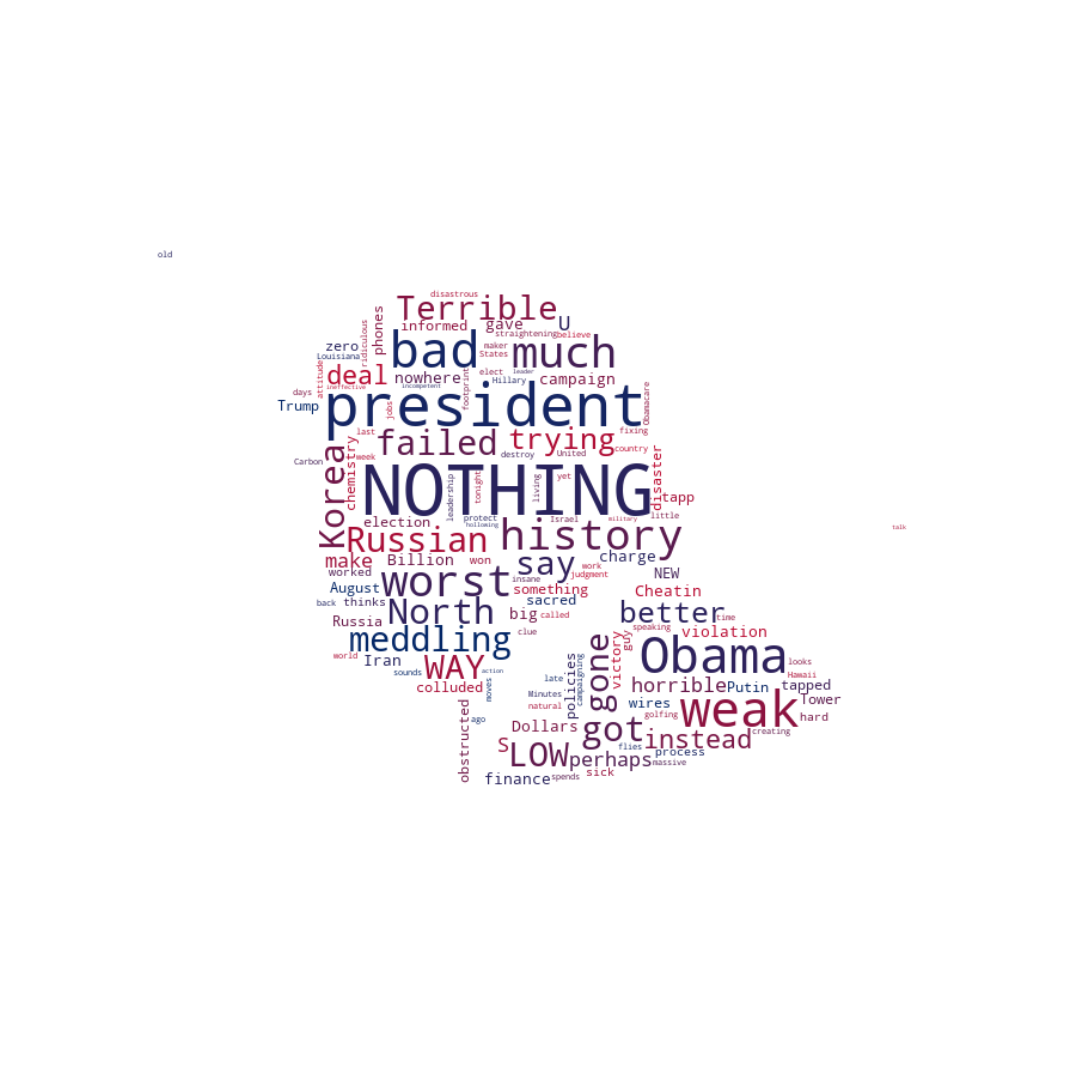 old
disastrous
Terrible
informed
gave
U
straightening
believe
phones
ridiculous
zero
Louisiana
bad
maker
States
much
deal
attitude
nowhere
elect
leader
Hillary
campaign
ineffective
incompetent
footprint
Obamacare
days
Trump
jobs
president
last
failed
trying
fixing
country
chemistry
Korea
destroy
United
disaster
Carbon
week
NOTHING
leadership
tonight
living
yet
tapp
election
protect
hollowing
Israel
military
little
talk
Russian
history
make
Billion
won
say
work
charge
worked
insane
judgment
NEW
August
worst
something
Cheatin
back
thinks
sacred
North
big
called
better
time
Russia
clue
speaking
violation
meddling
guy
victory
world
Iran
WAY
Obama
looks
sounds
action
late
policies
campaigning
gone
horrible
Putin
Hawaii
tapped
colluded
moves
Minutes
natural
wires
weak
Tower
obstructed
ago
Dollars
golfing
hard
S
got
instead
creating
LOW
flies
process
perhaps
massive
finance
spends
sick